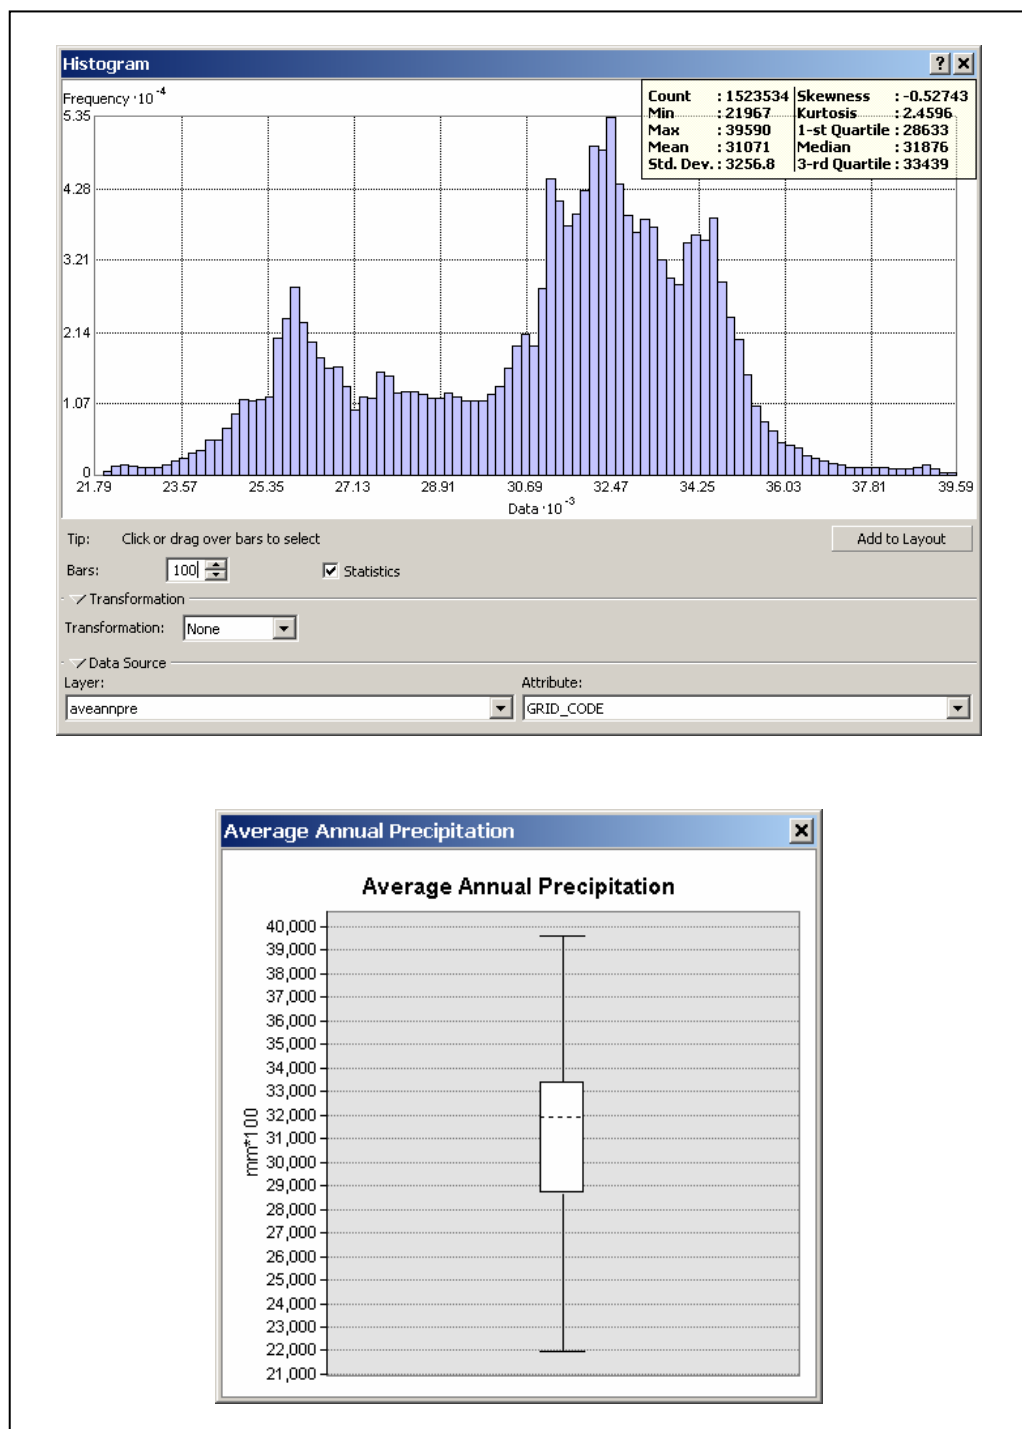 Histogram
Frequency ·10 -4
Count : 1523534 Skewness : -0.52743
Min : 21967 Kurtosis : 2.4596
Max : 39590 1-st Quartile : 28633
Mean : 31071 Median : 31876
Std. Dev. : 3256.8 3-rd Quartile : 33439
5.35
4.28
3.21
2.14
1.07
0
21.79 23.57 25.35 27.13 28.91 30.69 32.47 34.25 36.03 37.81 39.59
Data ·10 -3
Tip: Click or drag over bars to select Add to Layout
Bars: 100 Statistics
Transformation
Transformation: None
Data Source
Layer: Attribute:
aveannpre GRID_CODE
Average Annual Precipitation
Average Annual Precipitation
mm*100
40,000
39,000
38,000
37,000
36,000
35,000
34,000
33,000
32,000
31,000
30,000
29,000
28,000
27,000
26,000
25,000
24,000
23,000
22,000
21,000